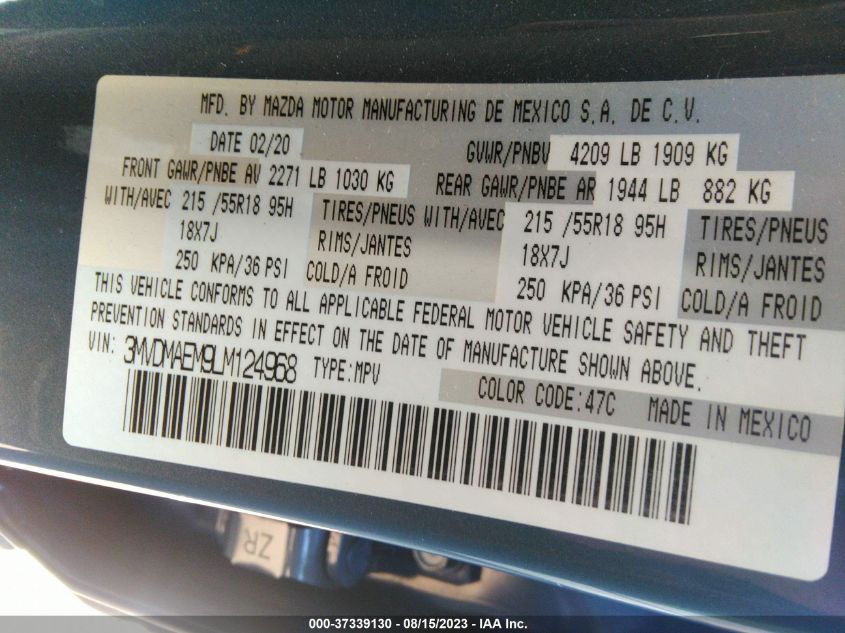 MFD. BY MAZDA MOTOR MANUFACTURING DE MEXICO S.A. DE C.V.
DATE 02/20 GVWR/PNBV 4209 LB 1909 KG
FRONT GAWR/PNBE AV 2271 LB 1030 KG REAR GAWR/PNBE AR 1944 LB 882 KG
WITH/AVEC 215 /55R18 95H TIRES/PNEUS WITH/AVEC 215 /55R18 95H TIRES/PNEUS
18X7J RIMS/JANTES 18X7J RIMS/JANTES
250 KPA/36 PSI COLD/A FROID 250 KPA/36 PSI COLD/A FROID
THIS VEHICLE CONFORMS TO ALL APPLICABLE FEDERAL MOTOR VEHICLE SAFETY AND THEFT
PREVENTION STANDARDS IN EFFECT ON THE DATE OF MANUFACTURE SHOWN ABOVE.
VIN: 3MVDMAEM9LM124968 TYPE:MPV
COLOR CODE:47C MADE IN MEXICO
ZR
000-37339130 - 08/15/2023 - IAA Inc.